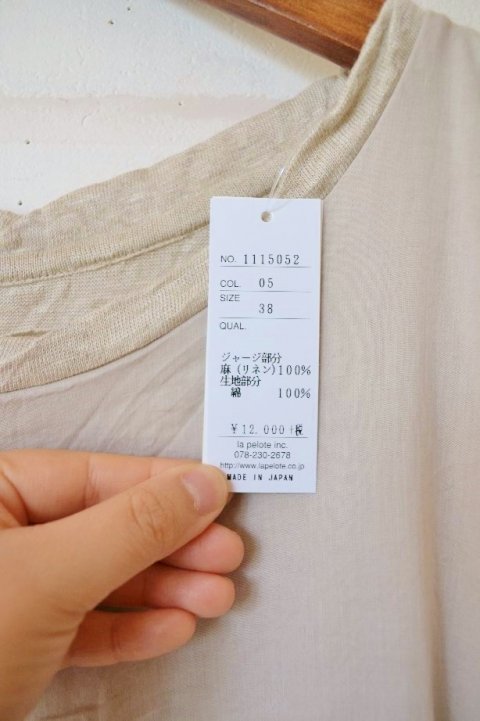 NO. 1115052
COL. 05
SIZE
38
QUAL.
ジャージ部分
麻(リネン)100%
生地部分
綿 100%
¥12,000+税
la pelote inc.
078-230-2678
http://www.lapelote.co.jp
MADE IN JAPAN